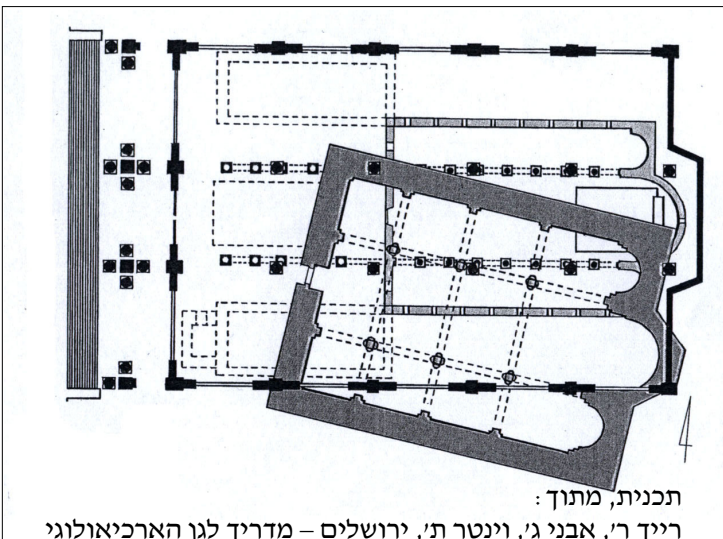 תכנית, מתוך:
רייך ר', אבני ג', וינטר ת', ירושלים – מדריך לגן הארכיאולוגי